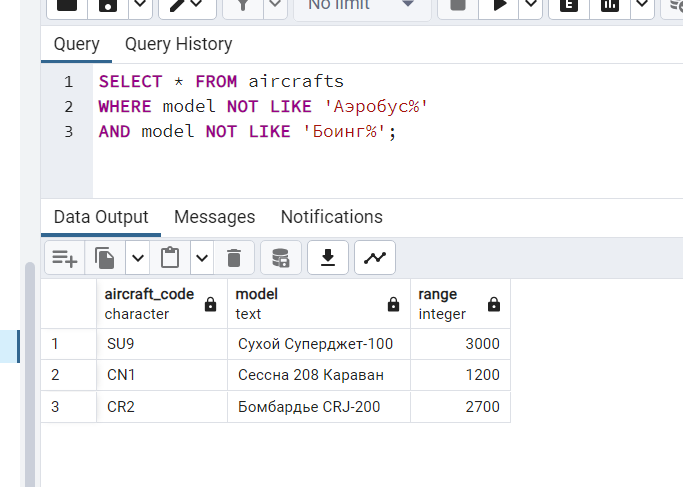 No limit
E
Query Query History
1 SELECT * FROM aircrafts
2 WHERE model NOT LIKE 'Аэробус%'
3 AND model NOT LIKE 'Боинг%';
Data Output Messages Notifications
aircraft_code model range
character text integer
1 SU9 Сухой Суперджет-100 3000
2 CN1 Сессна 208 Караван 1200
3 CR2 Бомбардье CRJ-200 2700